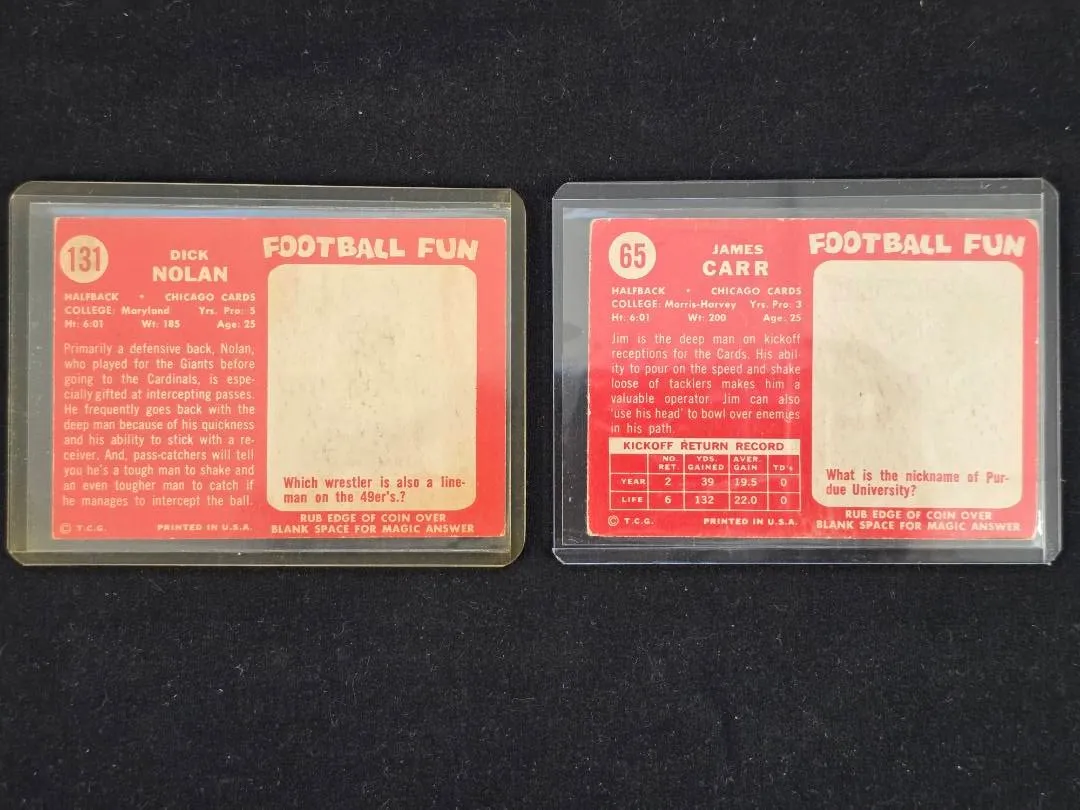 131
DICK
NOLAN
HALFBACK • CHICAGO CARDS
COLLEGE: Maryland Yrs. Pro: 5
Ht: 6:01 Wt: 185 Age: 25
Primarily a defensive back, Nolan,
who played for the Giants before
going to the Cardinals, is espe-
cially gifted at intercepting passes.
He frequently goes back with the
deep man because of his quickness
and his ability to stick with a re-
ceiver. And, pass-catchers will tell
you he's a tough man to shake and
an even tougher man to catch if
he manages to intercept the ball.
© T.C.G. PRINTED IN U.S.A.
FOOTBALL FUN
Which wrestler is also a line-
man on the 49er's.?
RUB EDGE OF COIN OVER
BLANK SPACE FOR MAGIC ANSWER
65
JAMES
CARR
HALFBACK • CHICAGO CARDS
COLLEGE: Morris-Harvey Yrs. Pro: 3
Ht: 6:01 Wt: 200 Age: 25
Jim is the deep man on kickoff
receptions for the Cards. His abil-
ity to pour on the speed and shake
loose of tacklers makes him a
valuable operator. Jim can also
'use his head' to bowl over enemies
in his path.
KICKOFF RETURN RECORD
NO. YDS. AVER.
RET. GAINED GAIN TD's
YEAR 2 39 19.5 0
LIFE 6 132 22.0 0
© T.C.G. PRINTED IN U.S.A.
FOOTBALL FUN
What is the nickname of Pur-
due University?
RUB EDGE OF COIN OVER
BLANK SPACE FOR MAGIC ANSWER